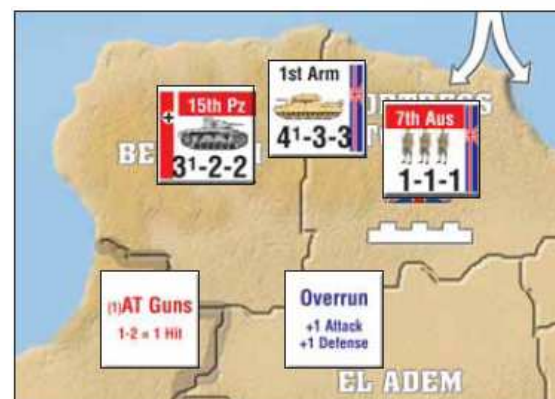 1st Arm
4¹-3-3
15th Pz
3¹-2-2
7th Aus
1-1-1
(1)AT Guns
1-2 = 1 Hit
Overrun
+1 Attack
+1 Defense
EL ADEM